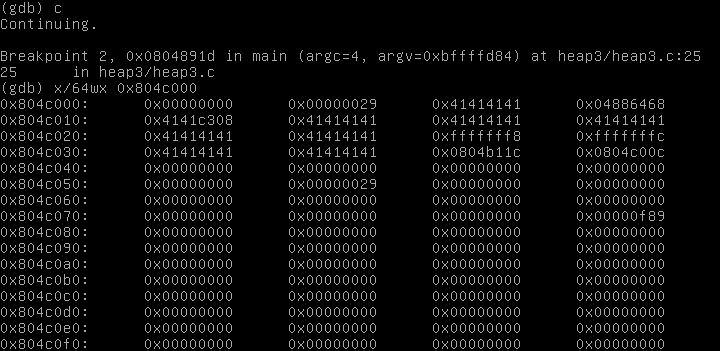 (gdb) c
Continuing.

Breakpoint 2, 0x0804891d in main (argc=4, argv=0xbffffd84) at heap3/heap3.c:25
25      in heap3/heap3.c
(gdb) x/64wx 0x804c000
0x804c000:      0x00000000      0x00000029      0x41414141      0x04886468
0x804c010:      0x4141c308      0x41414141      0x41414141      0x41414141
0x804c020:      0x41414141      0x41414141      0xfffffff8      0xfffffffc
0x804c030:      0x41414141      0x41414141      0x0804b11c      0x0804c00c
0x804c040:      0x00000000      0x00000000      0x00000000      0x00000000
0x804c050:      0x00000000      0x00000029      0x00000000      0x00000000
0x804c060:      0x00000000      0x00000000      0x00000000      0x00000000
0x804c070:      0x00000000      0x00000000      0x00000000      0x00000f89
0x804c080:      0x00000000      0x00000000      0x00000000      0x00000000
0x804c090:      0x00000000      0x00000000      0x00000000      0x00000000
0x804c0a0:      0x00000000      0x00000000      0x00000000      0x00000000
0x804c0b0:      0x00000000      0x00000000      0x00000000      0x00000000
0x804c0c0:      0x00000000      0x00000000      0x00000000      0x00000000
0x804c0d0:      0x00000000      0x00000000      0x00000000      0x00000000
0x804c0e0:      0x00000000      0x00000000      0x00000000      0x00000000
0x804c0f0:      0x00000000      0x00000000      0x00000000      0x00000000